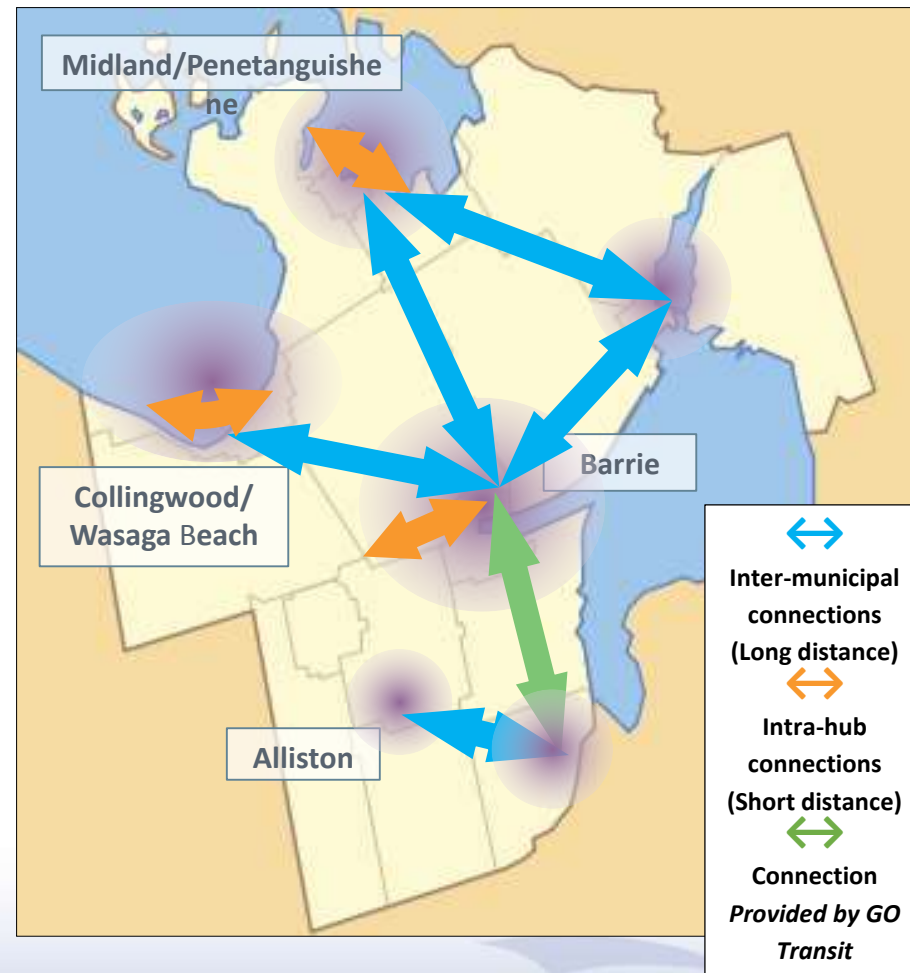 Midland/Penetanguishe
ne
Barrie
Collingwood/
Wasaga Beach
Alliston
Inter-municipal
connections
(Long distance)
Intra-hub
connections
(Short distance)
Connection
Provided by GO
Transit